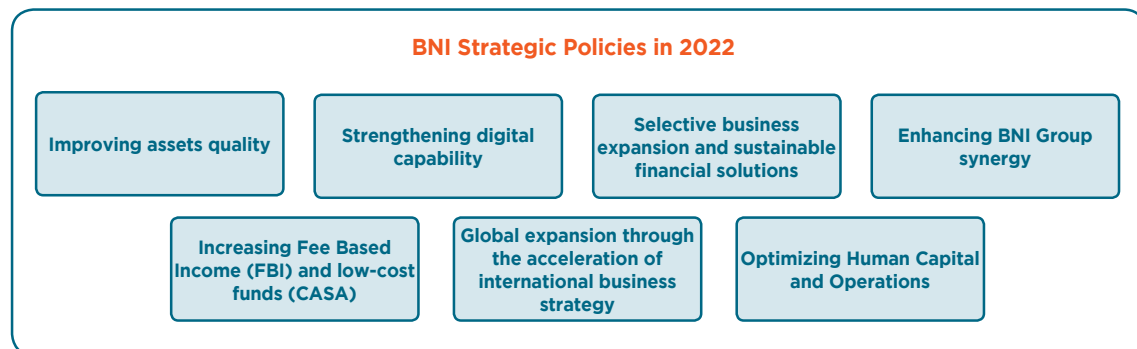 BNI Strategic Policies in 2022
Improving assets quality
Strengthening digital
capability
Selective business
expansion and sustainable
financial solutions
Enhancing BNI Group
synergy
Increasing Fee Based
Income (FBI) and low-cost
funds (CASA)
Global expansion through
the acceleration of
international business
strategy
Optimizing Human Capital
and Operations